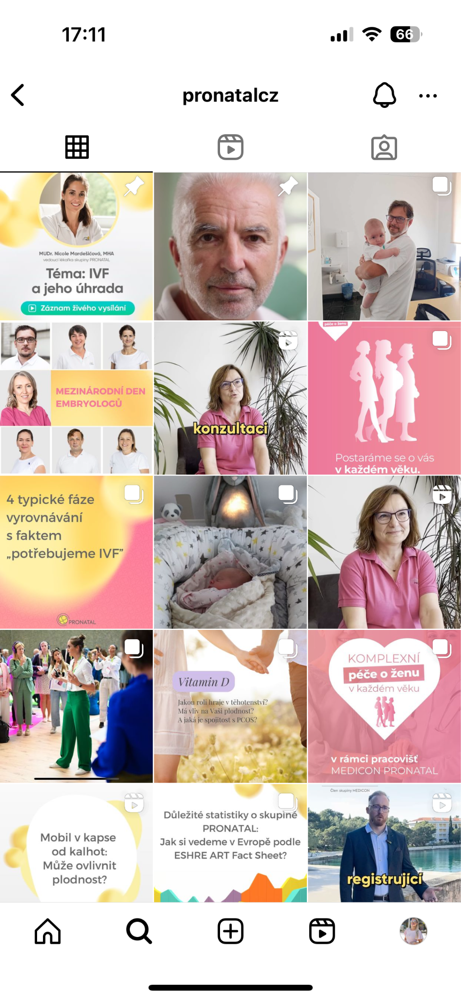 17:11
66
pronatalcz
MUDr. Nicole Mardešićová, MHA
vedoucí lékařka skupiny PRONATAL
Téma: IVF
a jeho úhrada
Záznam živého vysílání
MEZINÁRODNÍ DEN
EMBRYOLOGŮ
konzultaci
péče o ženu
Postaráme se o vás
v každém věku.
4 typické fáze
vyrovnávání
s faktem
„potřebujeme IVF”
PRONATAL
Vitamin D
Jakou roli hraje v těhotenství?
Má vliv na Vaši plodnost?
A jaká je spojitost s PCOS?
KOMPLEXNÍ
péče o ženu
v každém věku
v rámci pracovišť
MEDICON PRONATAL
Mobil v kapse
od kalhot:
Může ovlivnit
plodnost?
Důležité statistiky o skupině
PRONATAL:
Jak si vedeme v Evropě podle
ESHRE ART Fact Sheet?
Člen skupiny MEDICON
registrující